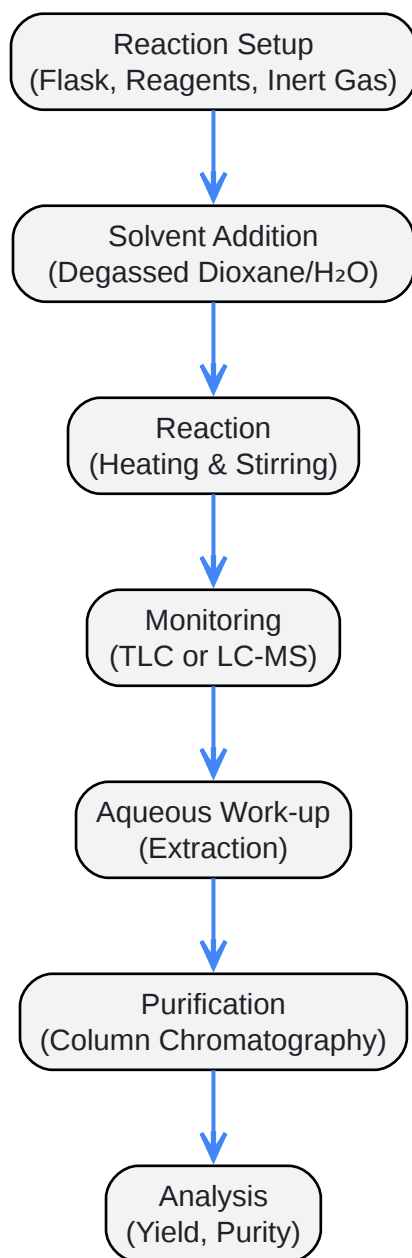 Reaction Setup
(Flask, Reagents, Inert Gas)
Solvent Addition
(Degassed Dioxane/H₂O)
Reaction
(Heating & Stirring)
Monitoring
(TLC or LC-MS)
Aqueous Work-up
(Extraction)
Purification
(Column Chromatography)
Analysis
(Yield, Purity)